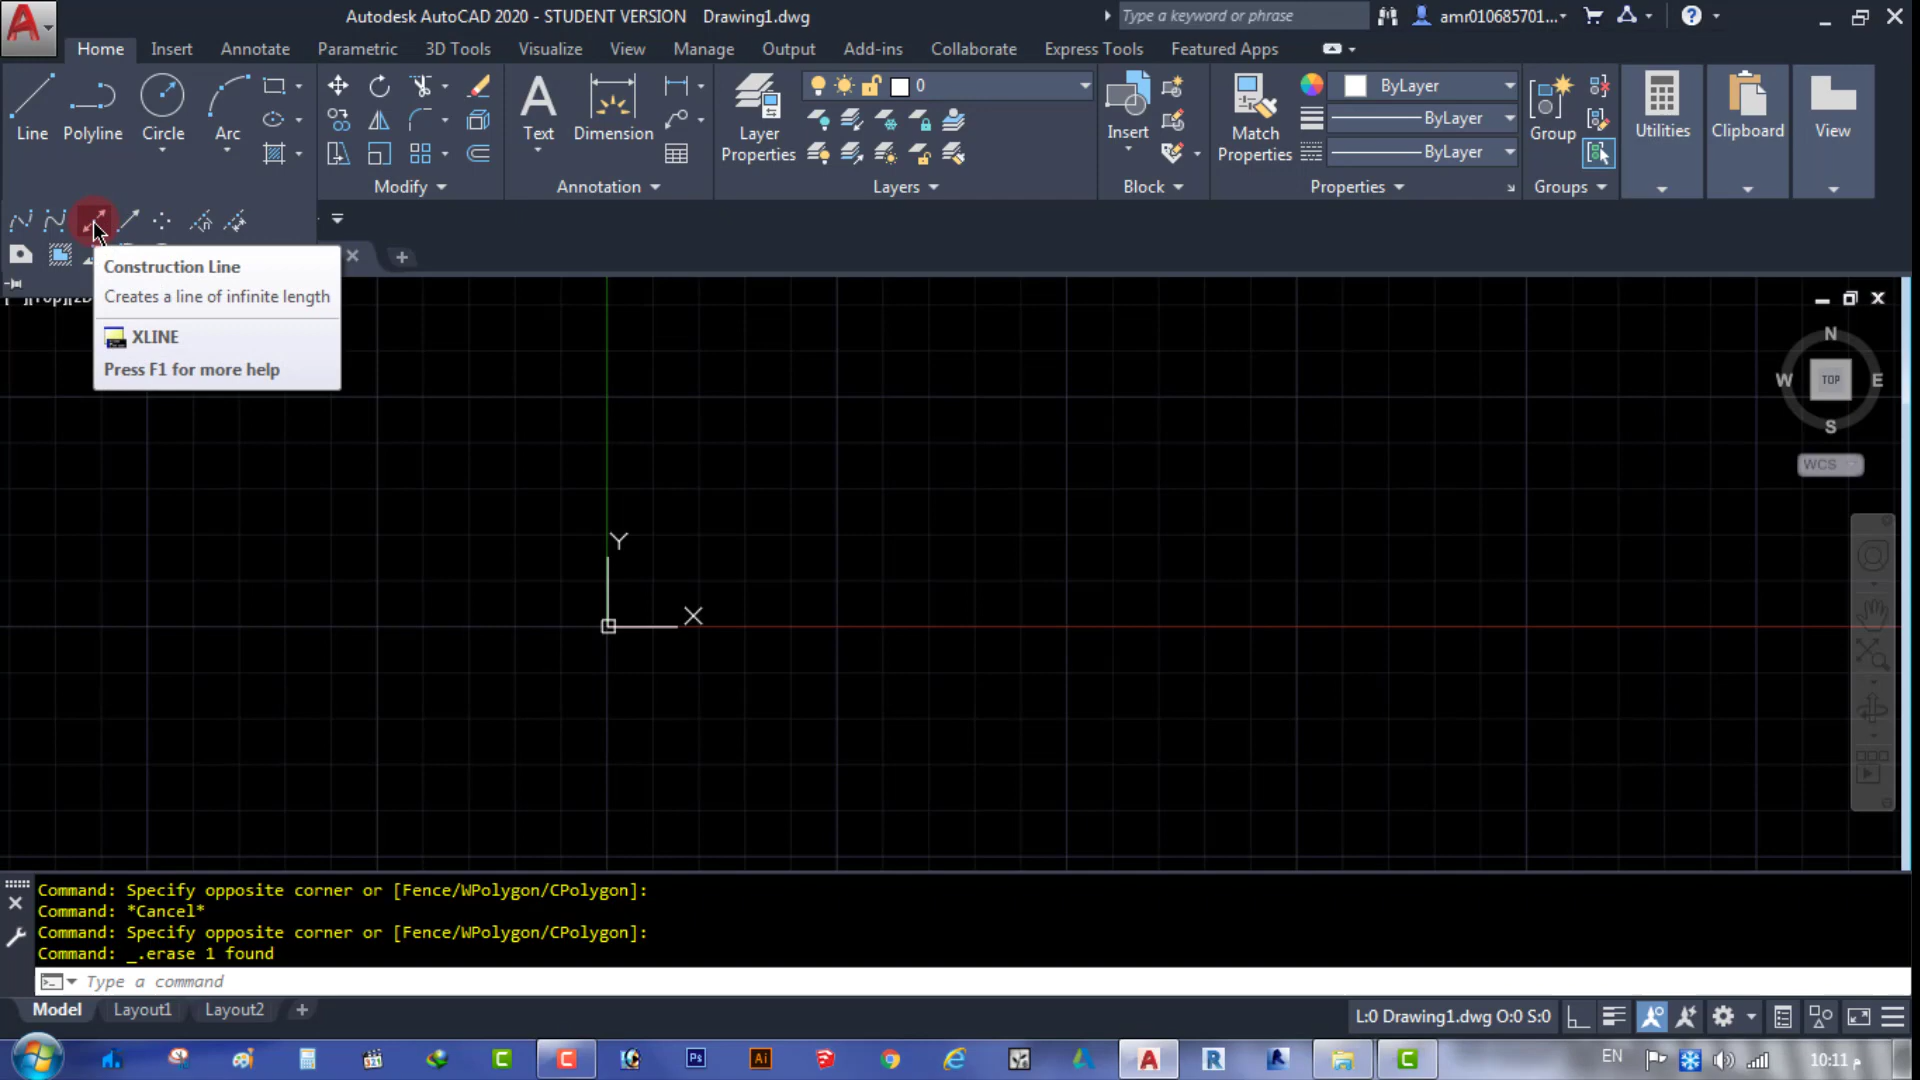 Autodesk AutoCAD 2020 - STUDENT VERSION Drawing1.dwg
Type a keyword or phrase
amr010685701...
Home Insert Annotate Parametric 3D Tools Visualize View Manage Output Add-ins Collaborate Express Tools Featured Apps
0
ByLayer
ByLayer
ByLayer
Line Polyline Circle Arc
Text Dimension
Layer Properties
Insert
Match Properties
Group
Utilities Clipboard View
Modify Annotation Layers Block Properties Groups
Construction Line
Creates a line of infinite length
XLINE
Press F1 for more help
N
W TOP E
S
WCS
Y
X
Command: Specify opposite corner or [Fence/WPolygon/CPolygon]:
Command: *Cancel*
Command: Specify opposite corner or [Fence/WPolygon/CPolygon]:
Command: _.erase 1 found
Type a command
Model Layout1 Layout2 +
L:0 Drawing1.dwg O:0 S:0
Ps Ai
EN
10:11 م